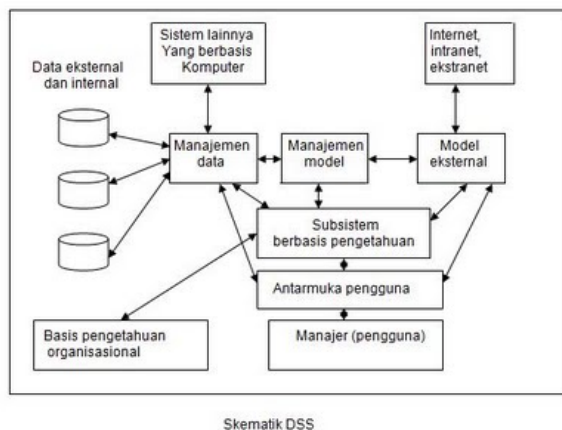 Sistem lainnya
Yang berbasis
Komputer
Internet,
intranet,
ekstranet
Data eksternal
dan internal
Manajemen
data
Manajemen
model
Model
eksternal
Subsistem
berbasis pengetahuan
Antarmuka pengguna
Basis pengetahuan
organisasional
Manajer (pengguna)
Skematik DSS